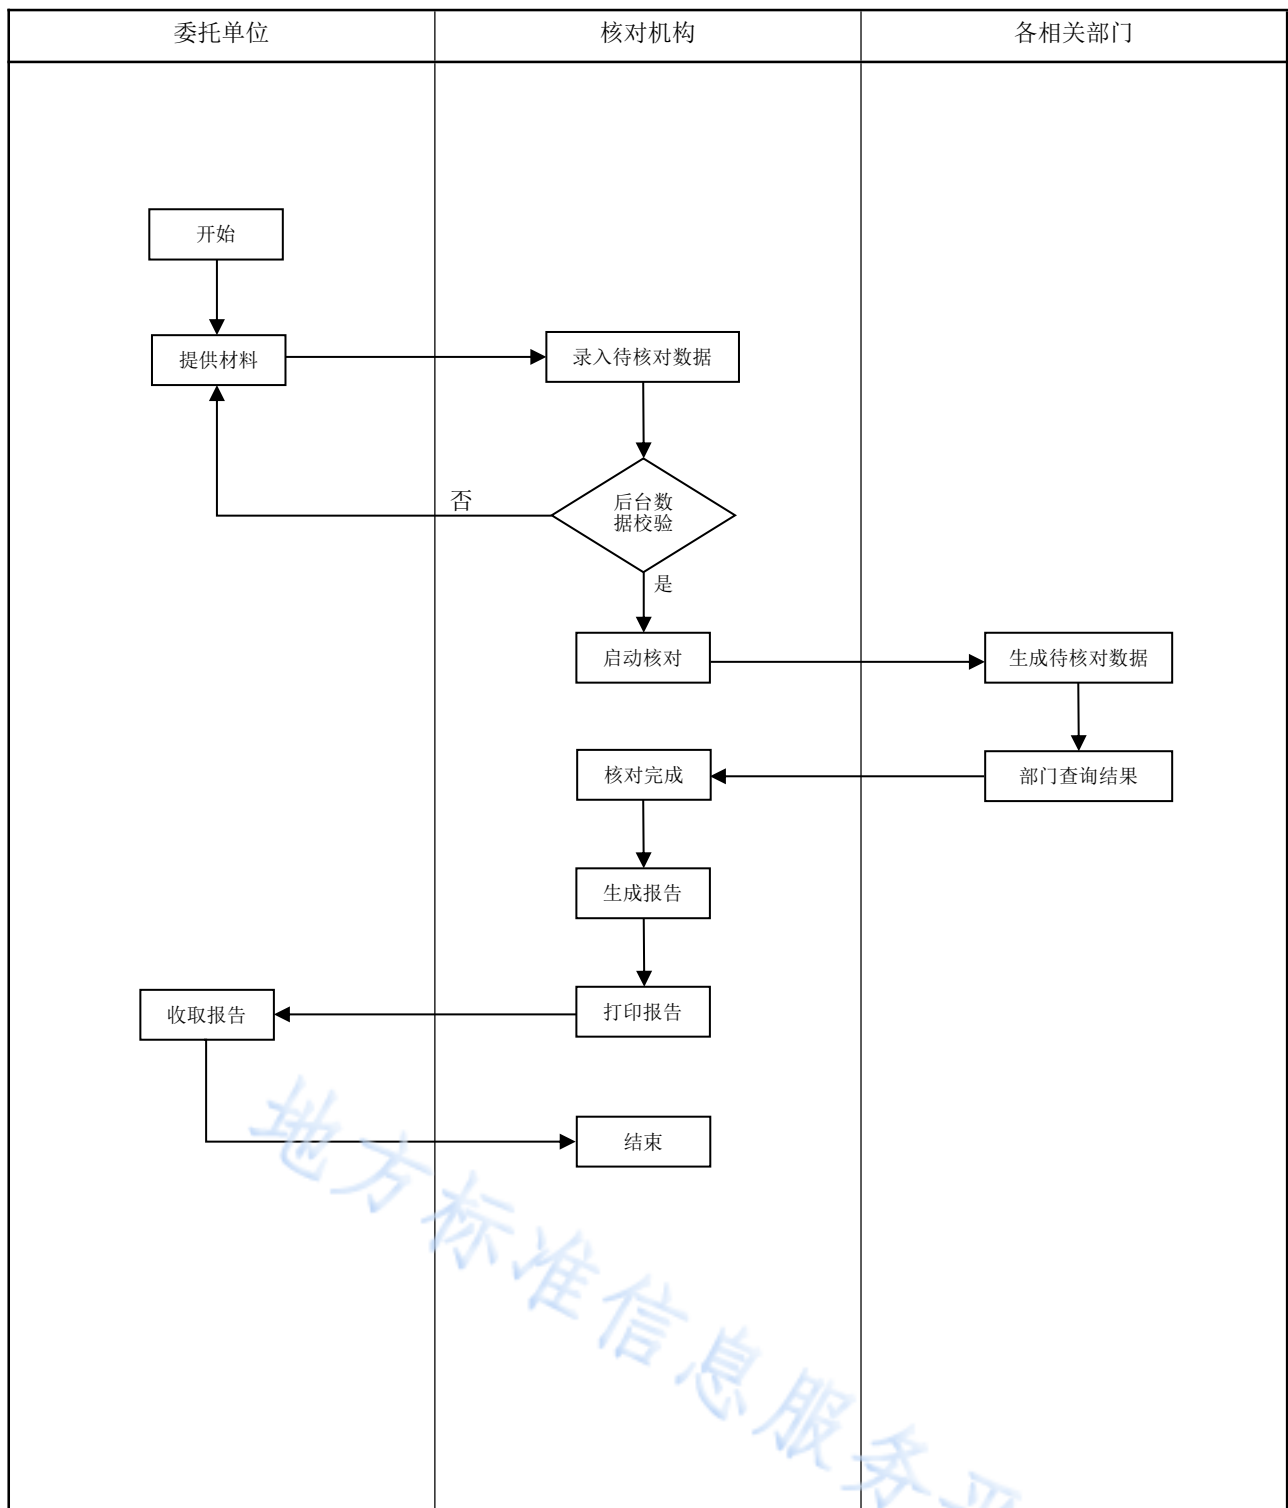 委托单位
核对机构
各相关部门
开始
提供材料
录入待核对数据
后台数
据校验
否
是
启动核对
生成待核对数据
核对完成
部门查询结果
生成报告
打印报告
收取报告
结束
地方标准信息服务平